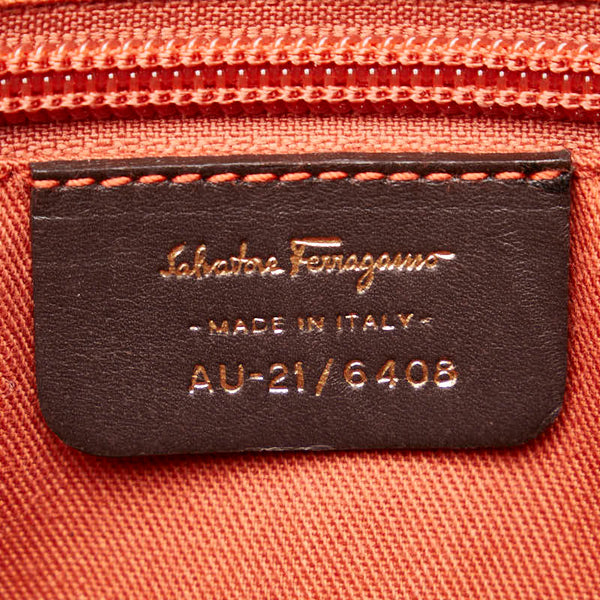 Salvatore Ferragamo
-MADE IN ITALY-
AU-21/6408